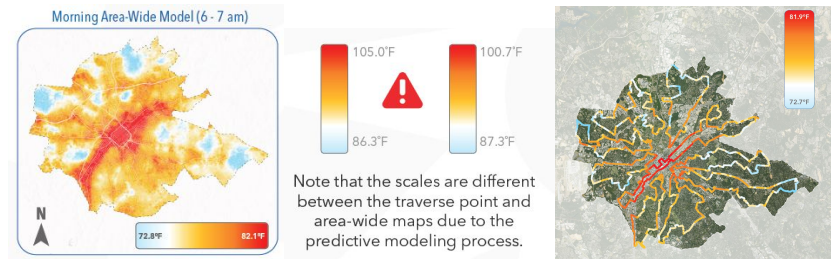 Morning Area-Wide Model (6 - 7 am)
N
72.8°F
82.1°F
105.0°F
86.3°F
100.7°F
87.3°F
Note that the scales are different
between the traverse point and
area-wide maps due to the
predictive modeling process.
81.9°F
72.7°F